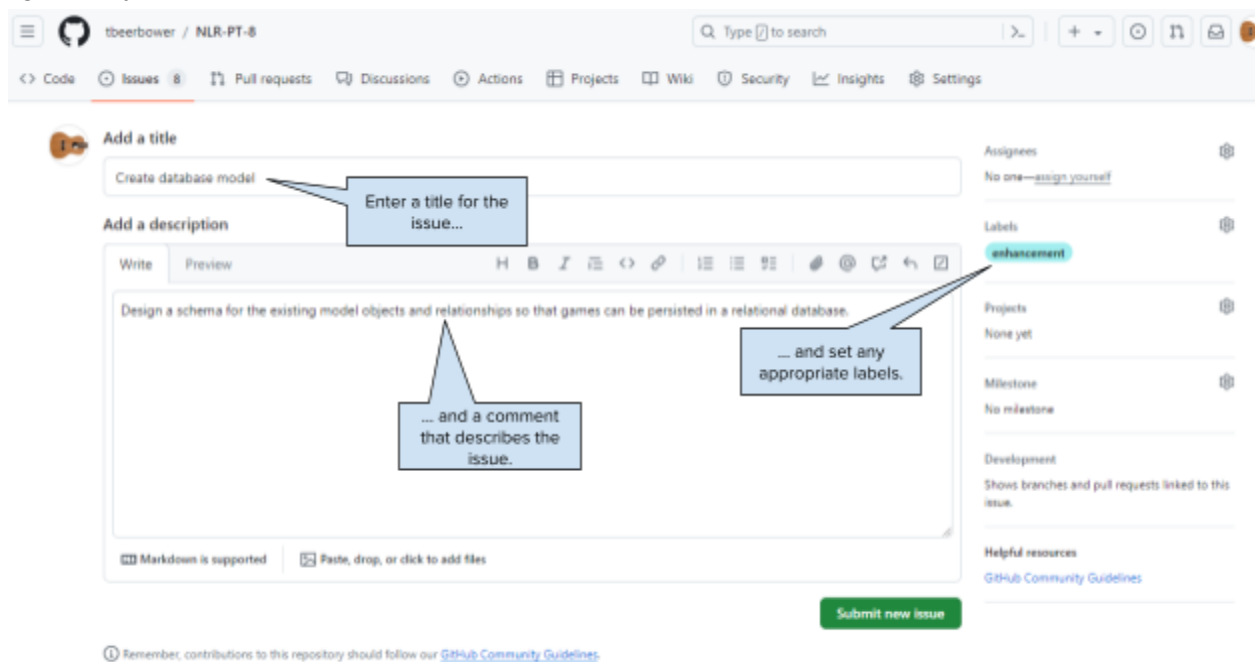 tbeerbower / NLR-PT-8
Type / to search
Code
Issues 8
Pull requests
Discussions
Actions
Projects
Wiki
Security
Insights
Settings
Add a title
Create database model
Enter a title for the
issue...
Add a description
Write
Preview
Design a schema for the existing model objects and relationships so that games can be persisted in a relational database.
... and a comment
that describes the
issue.
... and set any
appropriate labels.
Markdown is supported
Paste, drop, or click to add files
Submit new issue
Remember, contributions to this repository should follow our GitHub Community Guidelines.
Assignees
No one—assign yourself
Labels
enhancement
Projects
None yet
Milestone
No milestone
Development
Shows branches and pull requests linked to this
issue.
Helpful resources
GitHub Community Guidelines